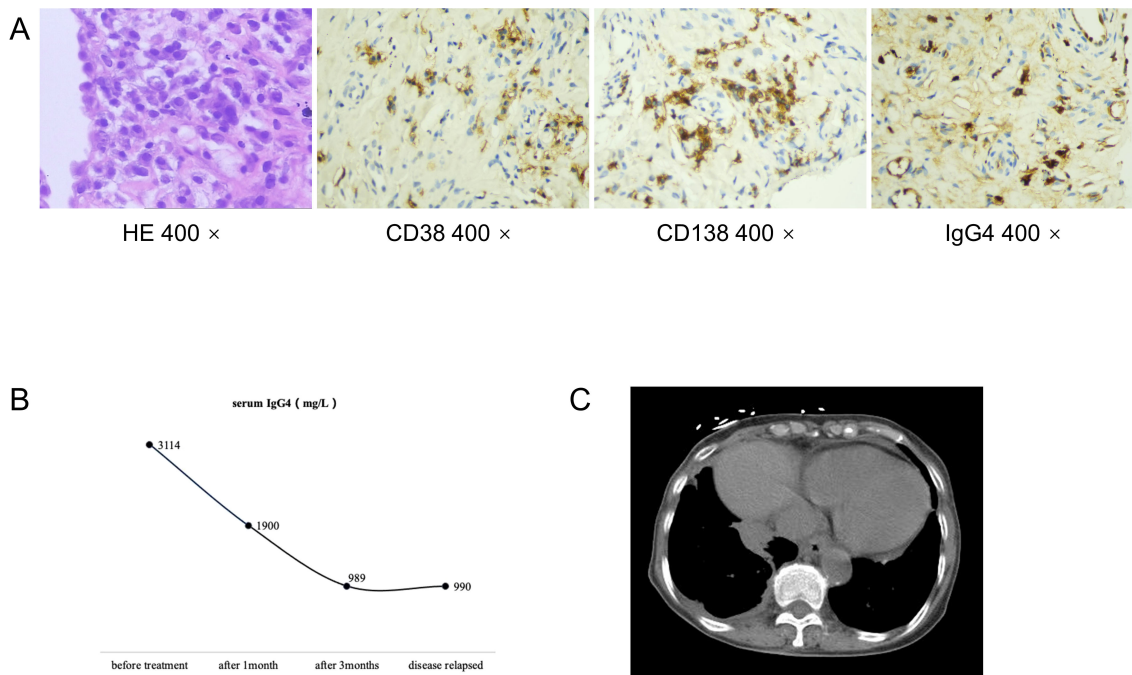 A
HE 400 ×
CD38 400 ×
CD138 400 ×
IgG4 400 ×
B
serum IgG4 ( mg/L )
3114
1900
989
990
before treatment
after 1month
after 3months
disease relapsed
C